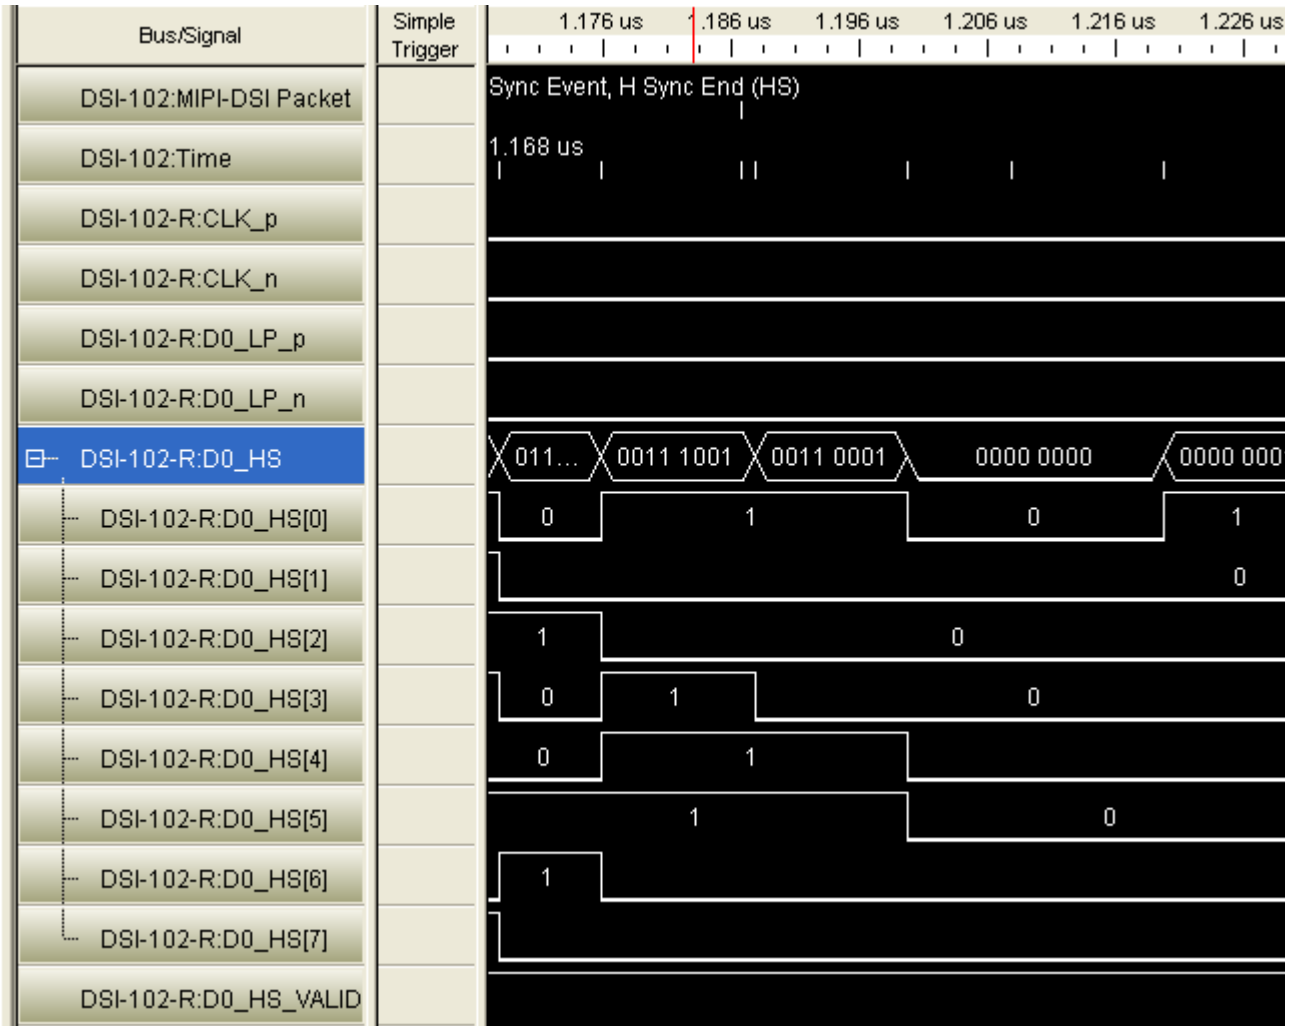 Bus/Signal
Simple
Trigger
1.176 us 1.186 us 1.196 us 1.206 us 1.216 us 1.226 us
DSI-102:MIPI-DSI Packet
Sync Event, H Sync End (HS)
DSI-102:Time
1.168 us
DSI-102-R:CLK_p
DSI-102-R:CLK_n
DSI-102-R:D0_LP_p
DSI-102-R:D0_LP_n
DSI-102-R:D0_HS
011... 0011 1001 0011 0001 0000 0000 0000 000
DSI-102-R:D0_HS[0]
0 1 0 1
DSI-102-R:D0_HS[1]
0
DSI-102-R:D0_HS[2]
1 0
DSI-102-R:D0_HS[3]
0 1 0
DSI-102-R:D0_HS[4]
0 1
DSI-102-R:D0_HS[5]
1 0
DSI-102-R:D0_HS[6]
1
DSI-102-R:D0_HS[7]
DSI-102-R:D0_HS_VALID